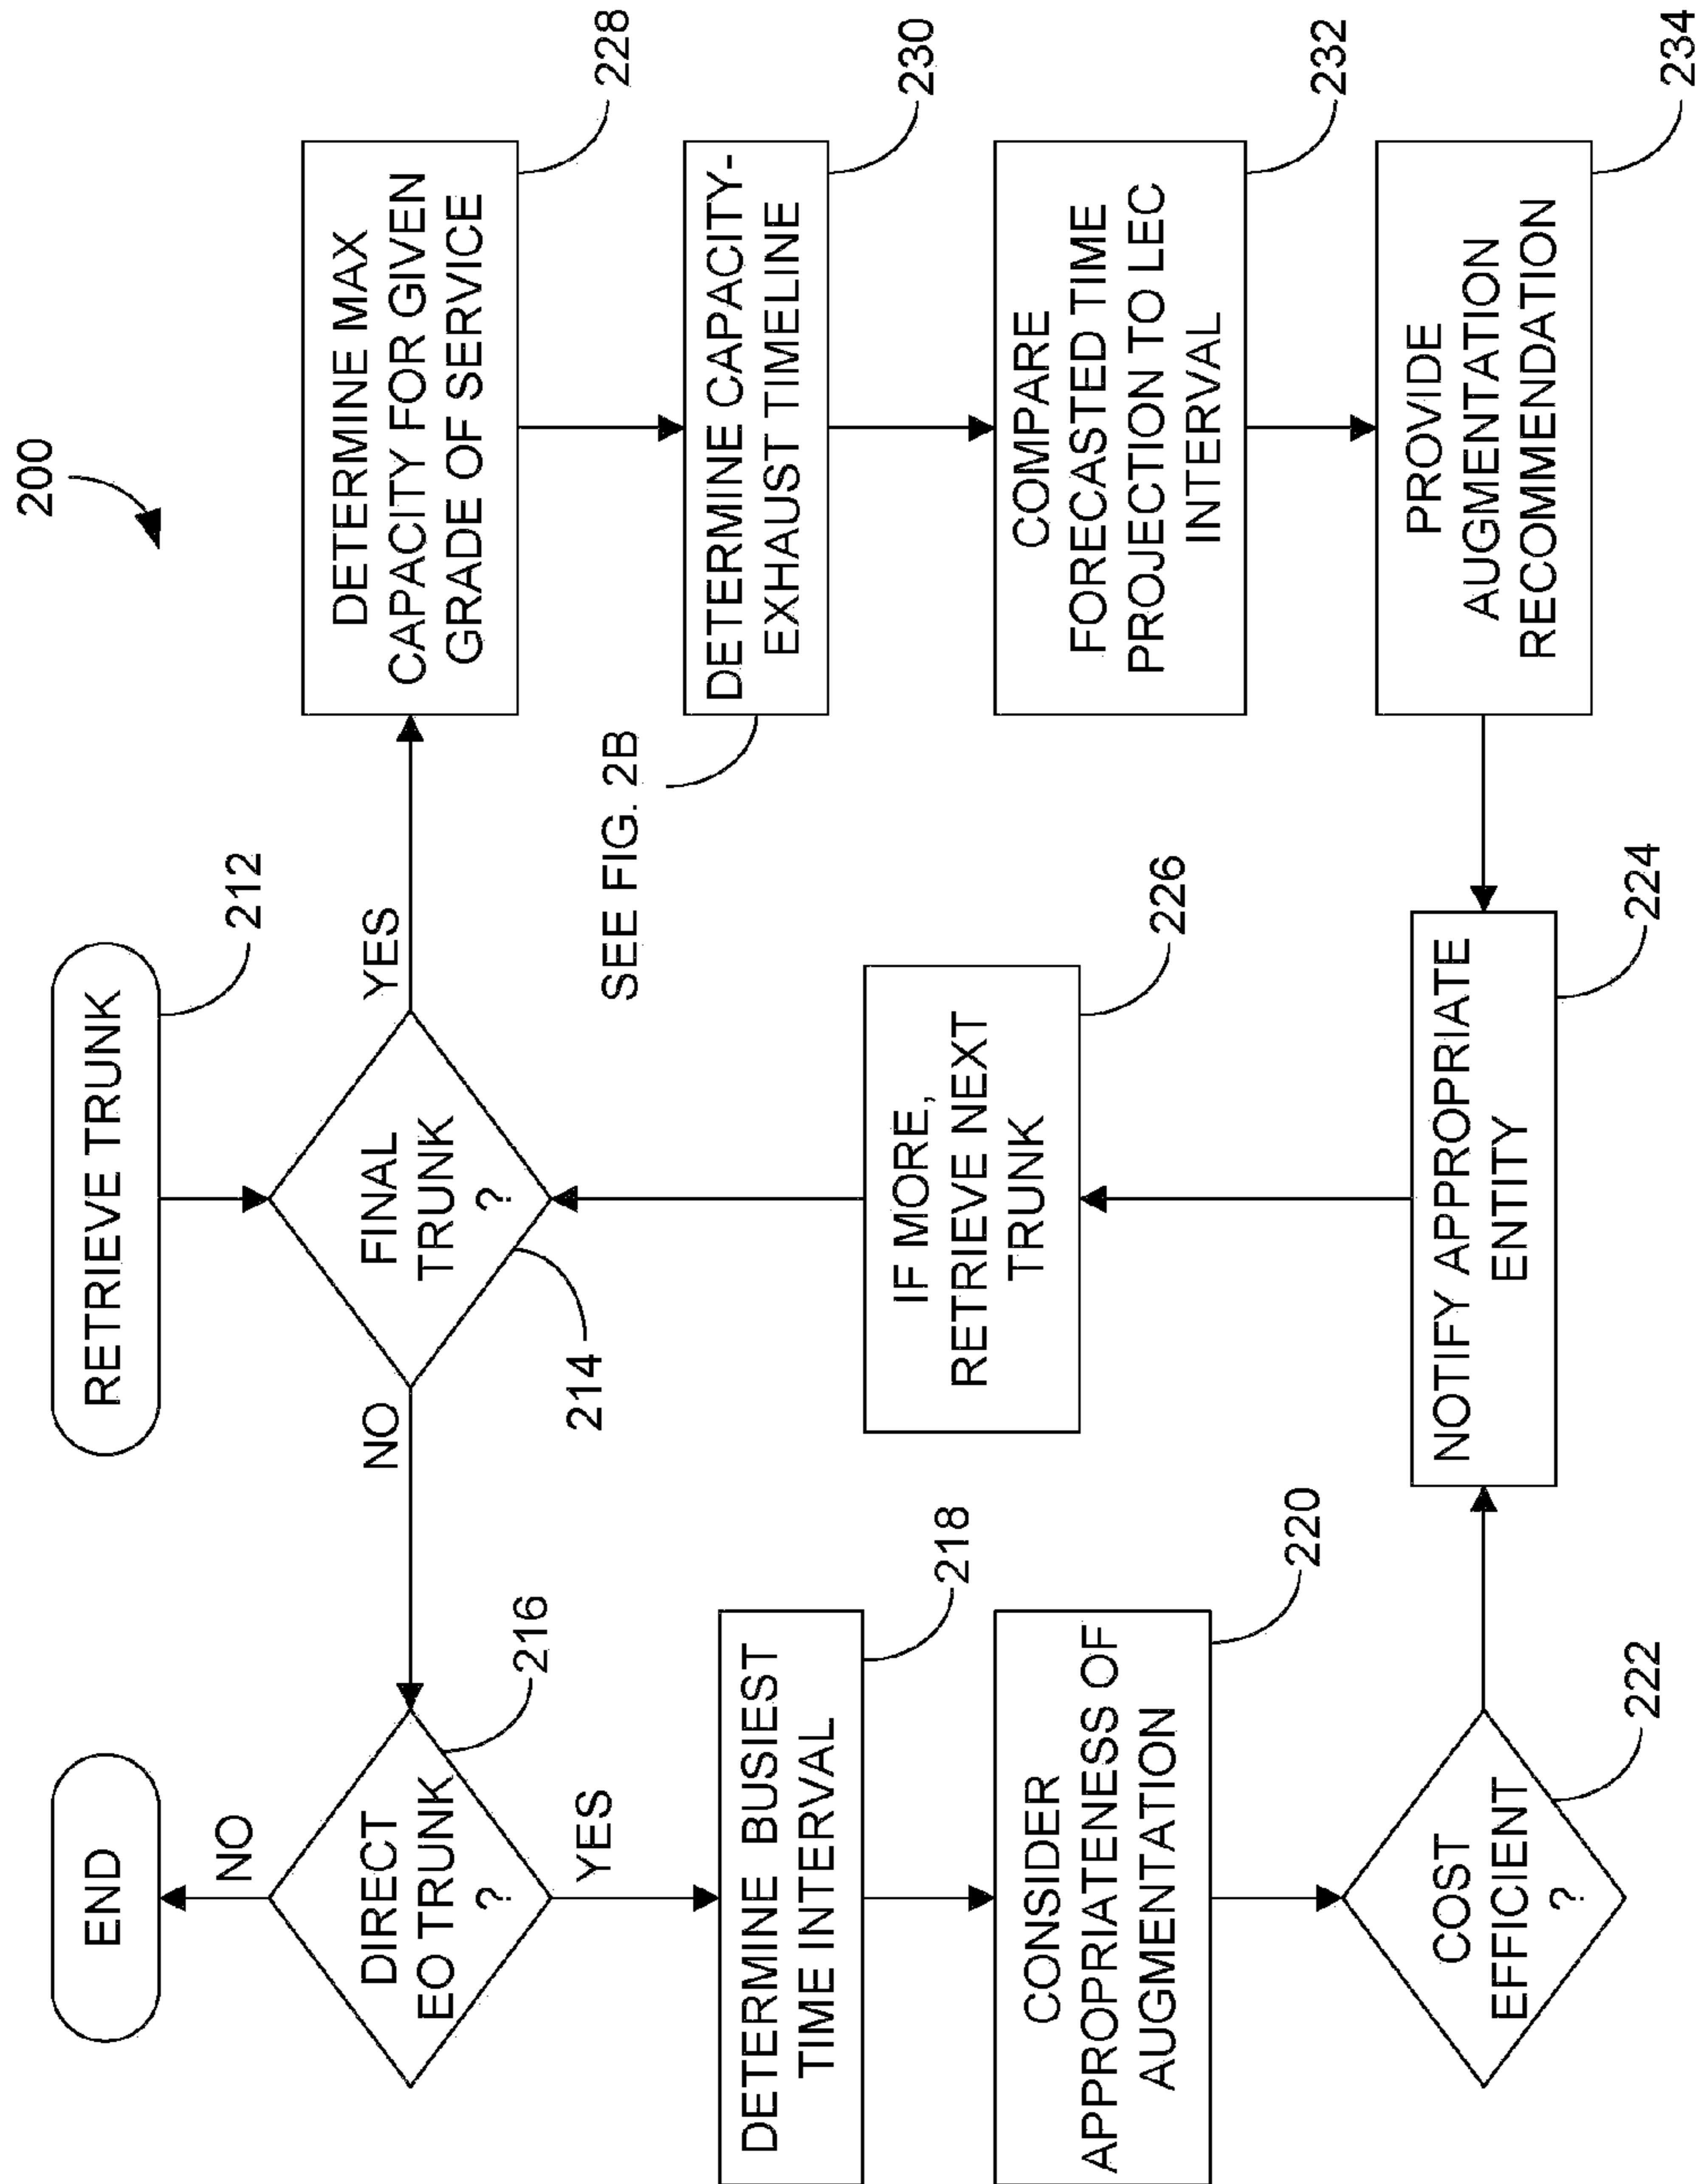 200
RETRIEVE TRUNK
212
END
NO
DIRECT
EO TRUNK
?
216
YES
NO
FINAL
TRUNK
?
214
YES
DETERMINE MAX
CAPACITY FOR GIVEN
GRADE OF SERVICE
228
DETERMINE BUSIEST
TIME INTERVAL
218
SEE FIG. 2B
DETERMINE CAPACITY-
EXHAUST TIMELINE
230
CONSIDER
APPROPRIATENESS OF
AUGMENTATION
220
IF MORE,
RETRIEVE NEXT
TRUNK
226
COMPARE
FORECASTED TIME
PROJECTION TO LEC
INTERVAL
232
COST
EFFICIENT
?
222
NOTIFY APPROPRIATE
ENTITY
224
PROVIDE
AUGMENTATION
RECOMMENDATION
234